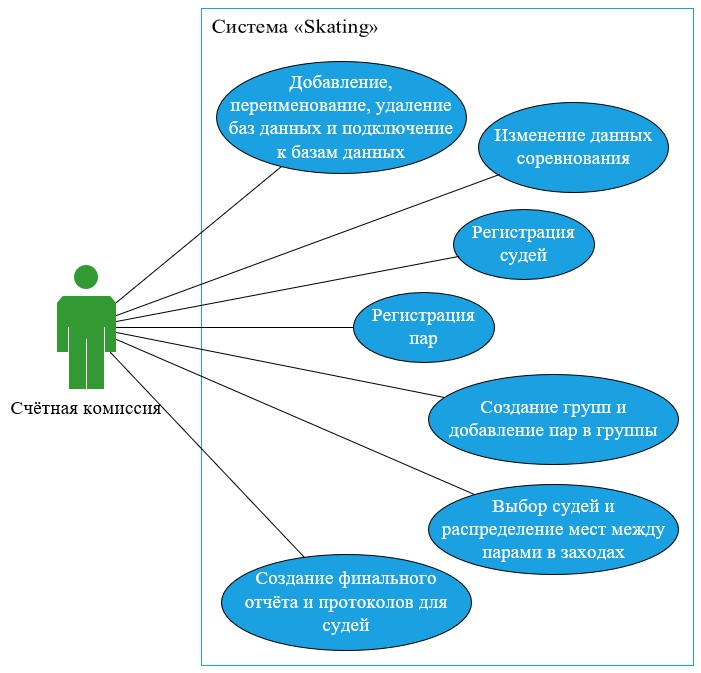 Система «Skating»
Добавление,
переименование, удаление
баз данных и подключение
к базам данных
Изменение данных
соревнования
Регистрация
судей
Регистрация
пар
Счётная комиссия
Создание групп и
добавление пар в группы
Выбор судей и
распределение мест между
парами в заходах
Создание финального
отчёта и протоколов для
судей